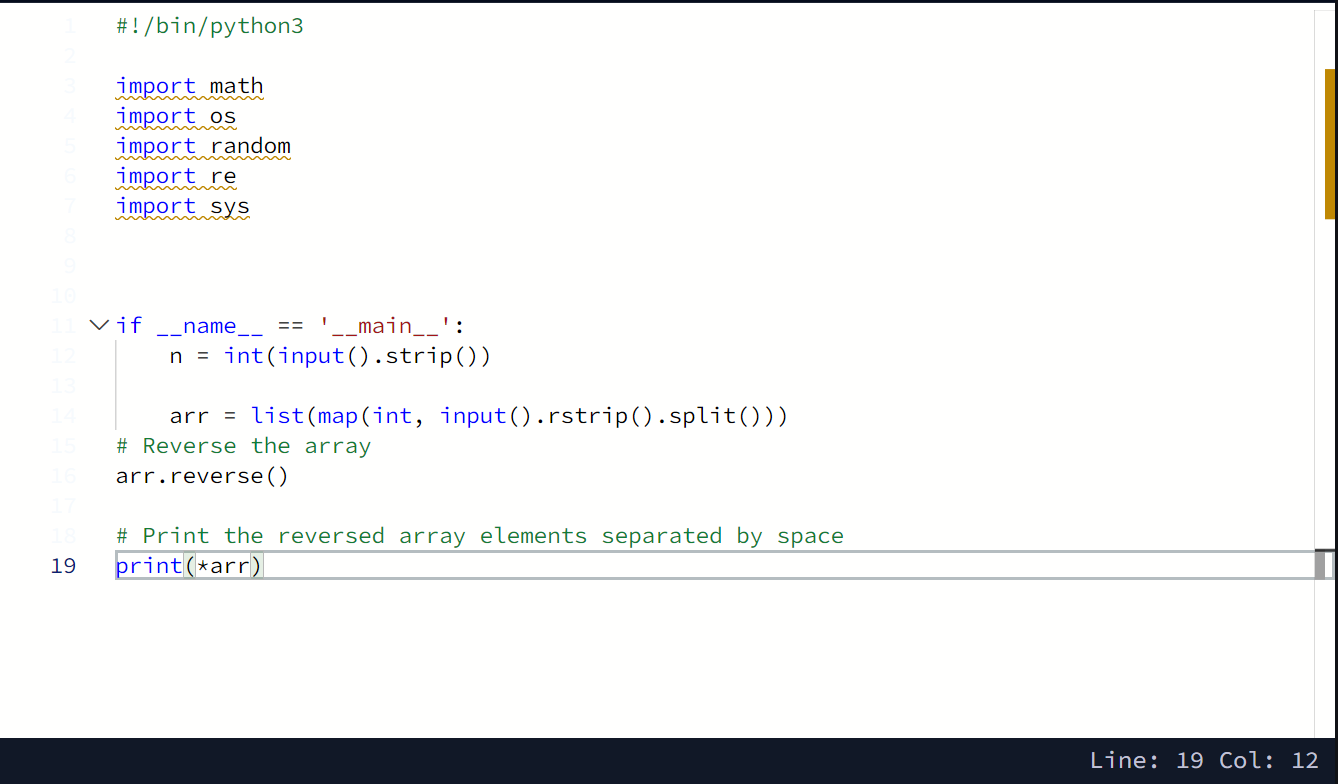 1 #!/bin/python3
2
3 import math
4 import os
5 import random
6 import re
7 import sys
8
9
10
11 if __name__ == '__main__':
12     n = int(input().strip())
13
14     arr = list(map(int, input().rstrip().split()))
15 # Reverse the array
16 arr.reverse()
17
18 # Print the reversed array elements separated by space
19 print(*arr)
Line: 19 Col: 12